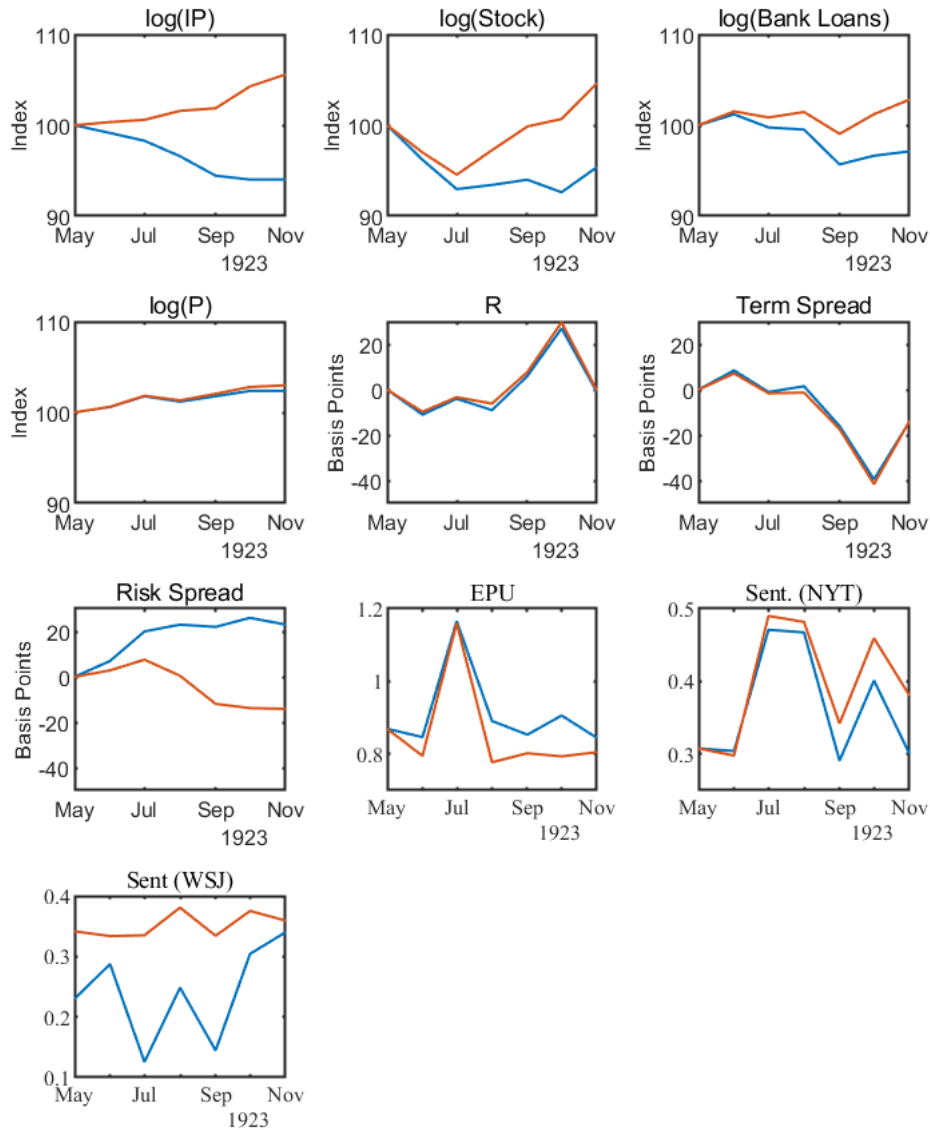 log(IP)
110
100
90
Index
May Jul Sep Nov
1923
log(Stock)
110
100
90
Index
May Jul Sep Nov
1923
log(Bank Loans)
110
100
90
Index
May Jul Sep Nov
1923
log(P)
110
100
90
Index
May Jul Sep Nov
1923
R
20
0
-20
-40
Basis Points
May Jul Sep Nov
1923
Term Spread
20
0
-20
-40
Basis Points
May Jul Sep Nov
1923
Risk Spread
20
0
-20
-40
Basis Points
May Jul Sep Nov
1923
EPU
1.2
1
0.8
May Jul Sep Nov
1923
Sent. (NYT)
0.5
0.4
0.3
May Jul Sep Nov
1923
Sent (WSJ)
0.4
0.3
0.2
0.1
May Jul Sep Nov
1923